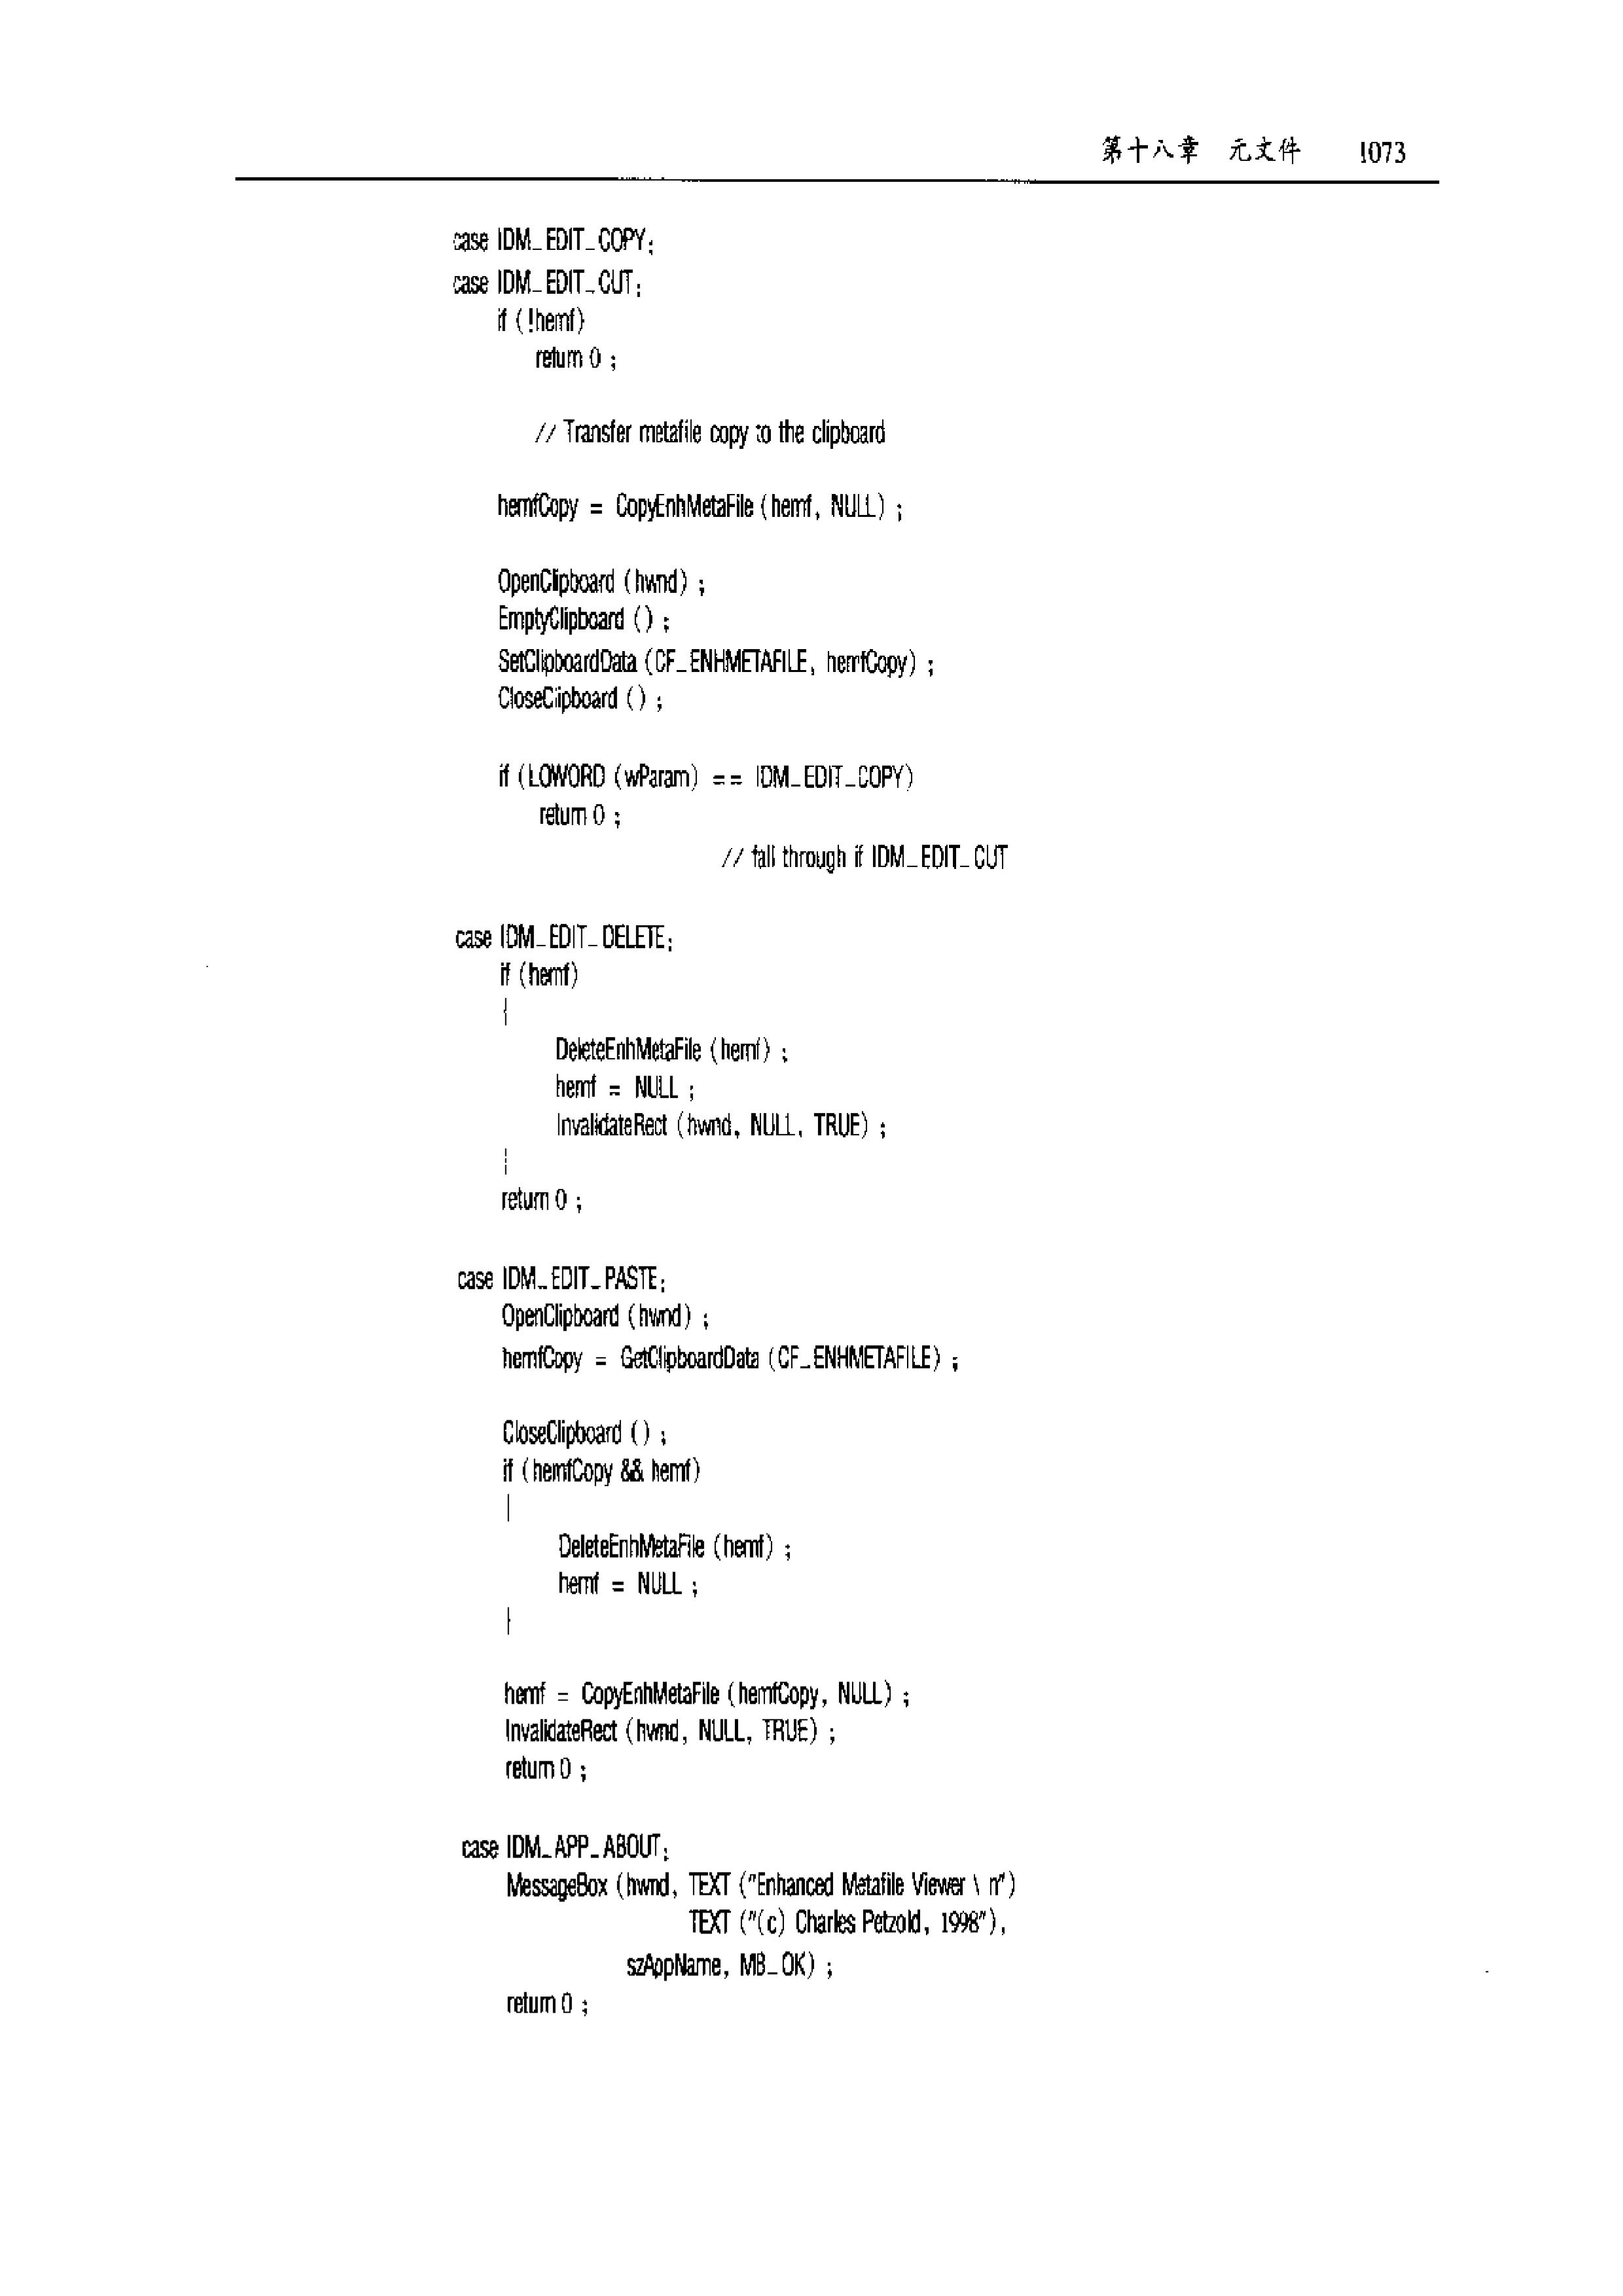 第十八章 元文件 1073
case IDM_EDIT_COPY:
case IDM_EDIT_CUT:
if (!hemf)
return 0 ;
// Transfer metafile copy to the clipboard
hemfCopy = CopyEnhMetaFile (hemf, NULL) ;
OpenClipboard (hwnd) ;
EmptyClipboard () ;
SetClipboardData (CF_ENHMETAFILE, hemfCopy) ;
CloseClipboard () ;
if (LOWORD (wParam) == IDM_EDIT_COPY)
return 0 ;
// fall through if IDM_EDIT_CUT
case IDM_EDIT_DELETE:
if (hemf)
{
DeleteEnhMetaFile (hemf) ;
hemf = NULL ;
InvalidateRect (hwnd, NULL, TRUE) ;
}
return 0 ;
case IDM_EDIT_PASTE:
OpenClipboard (hwnd) ;
hemfCopy = GetClipboardData (CF_ENHMETAFILE) ;
CloseClipboard () ;
if (hemfCopy && hemf)
{
DeleteEnhMetaFile (hemf) ;
hemf = NULL ;
}
hemf = CopyEnhMetaFile (hemfCopy, NULL) ;
InvalidateRect (hwnd, NULL, TRUE) ;
return 0 ;
case IDM_APP_ABOUT:
MessageBox (hwnd, TEXT ("Enhanced Metafile Viewer \ n")
TEXT ("(c) Charles Petzold, 1998"),
szAppName, MB_OK) ;
return 0 ;